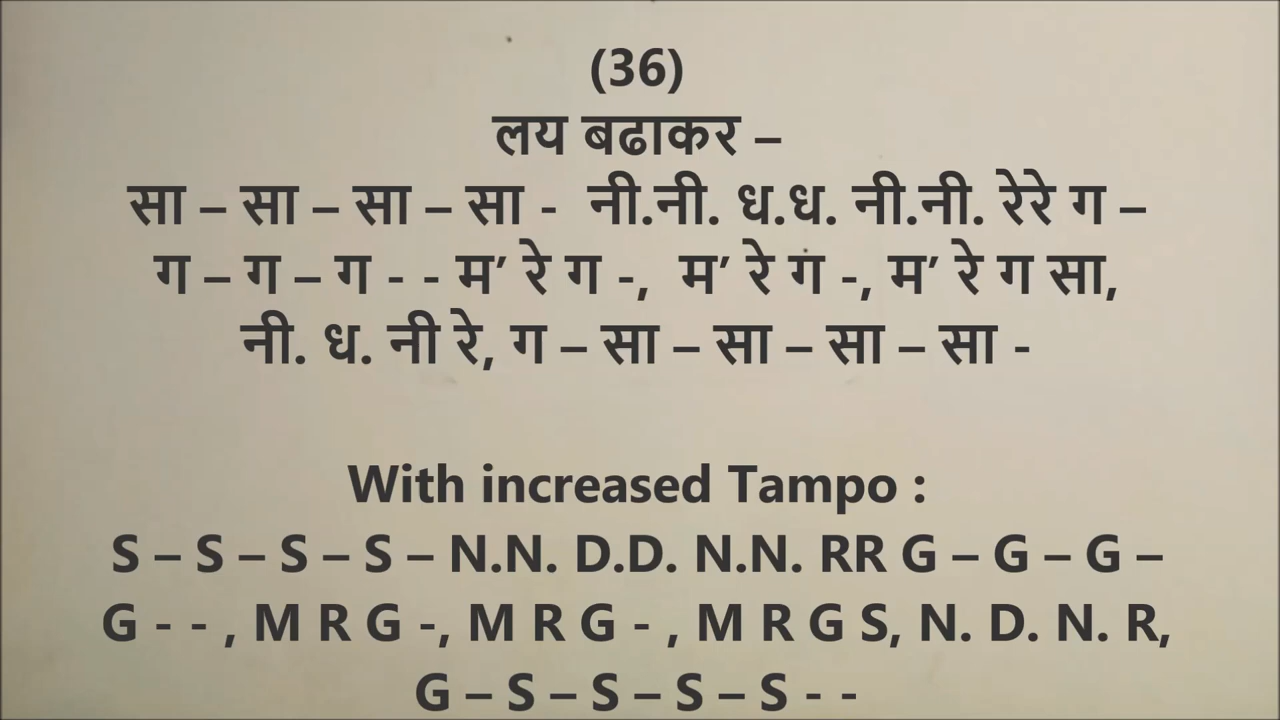 (36)
लय बढाकर –
सा – सा – सा – सा - नी.नी. ध.ध. नी.नी. रेरे ग –
ग – ग – ग - - म’ रे ग -, म’ रे ग -, म’ रे ग सा,
नी. ध. नी रे, ग – सा – सा – सा – सा -
With increased Tampo :
S – S – S – S – N.N. D.D. N.N. RR G – G – G –
G - - , M R G -, M R G - , M R G S, N. D. N. R,
G – S – S – S – S - -